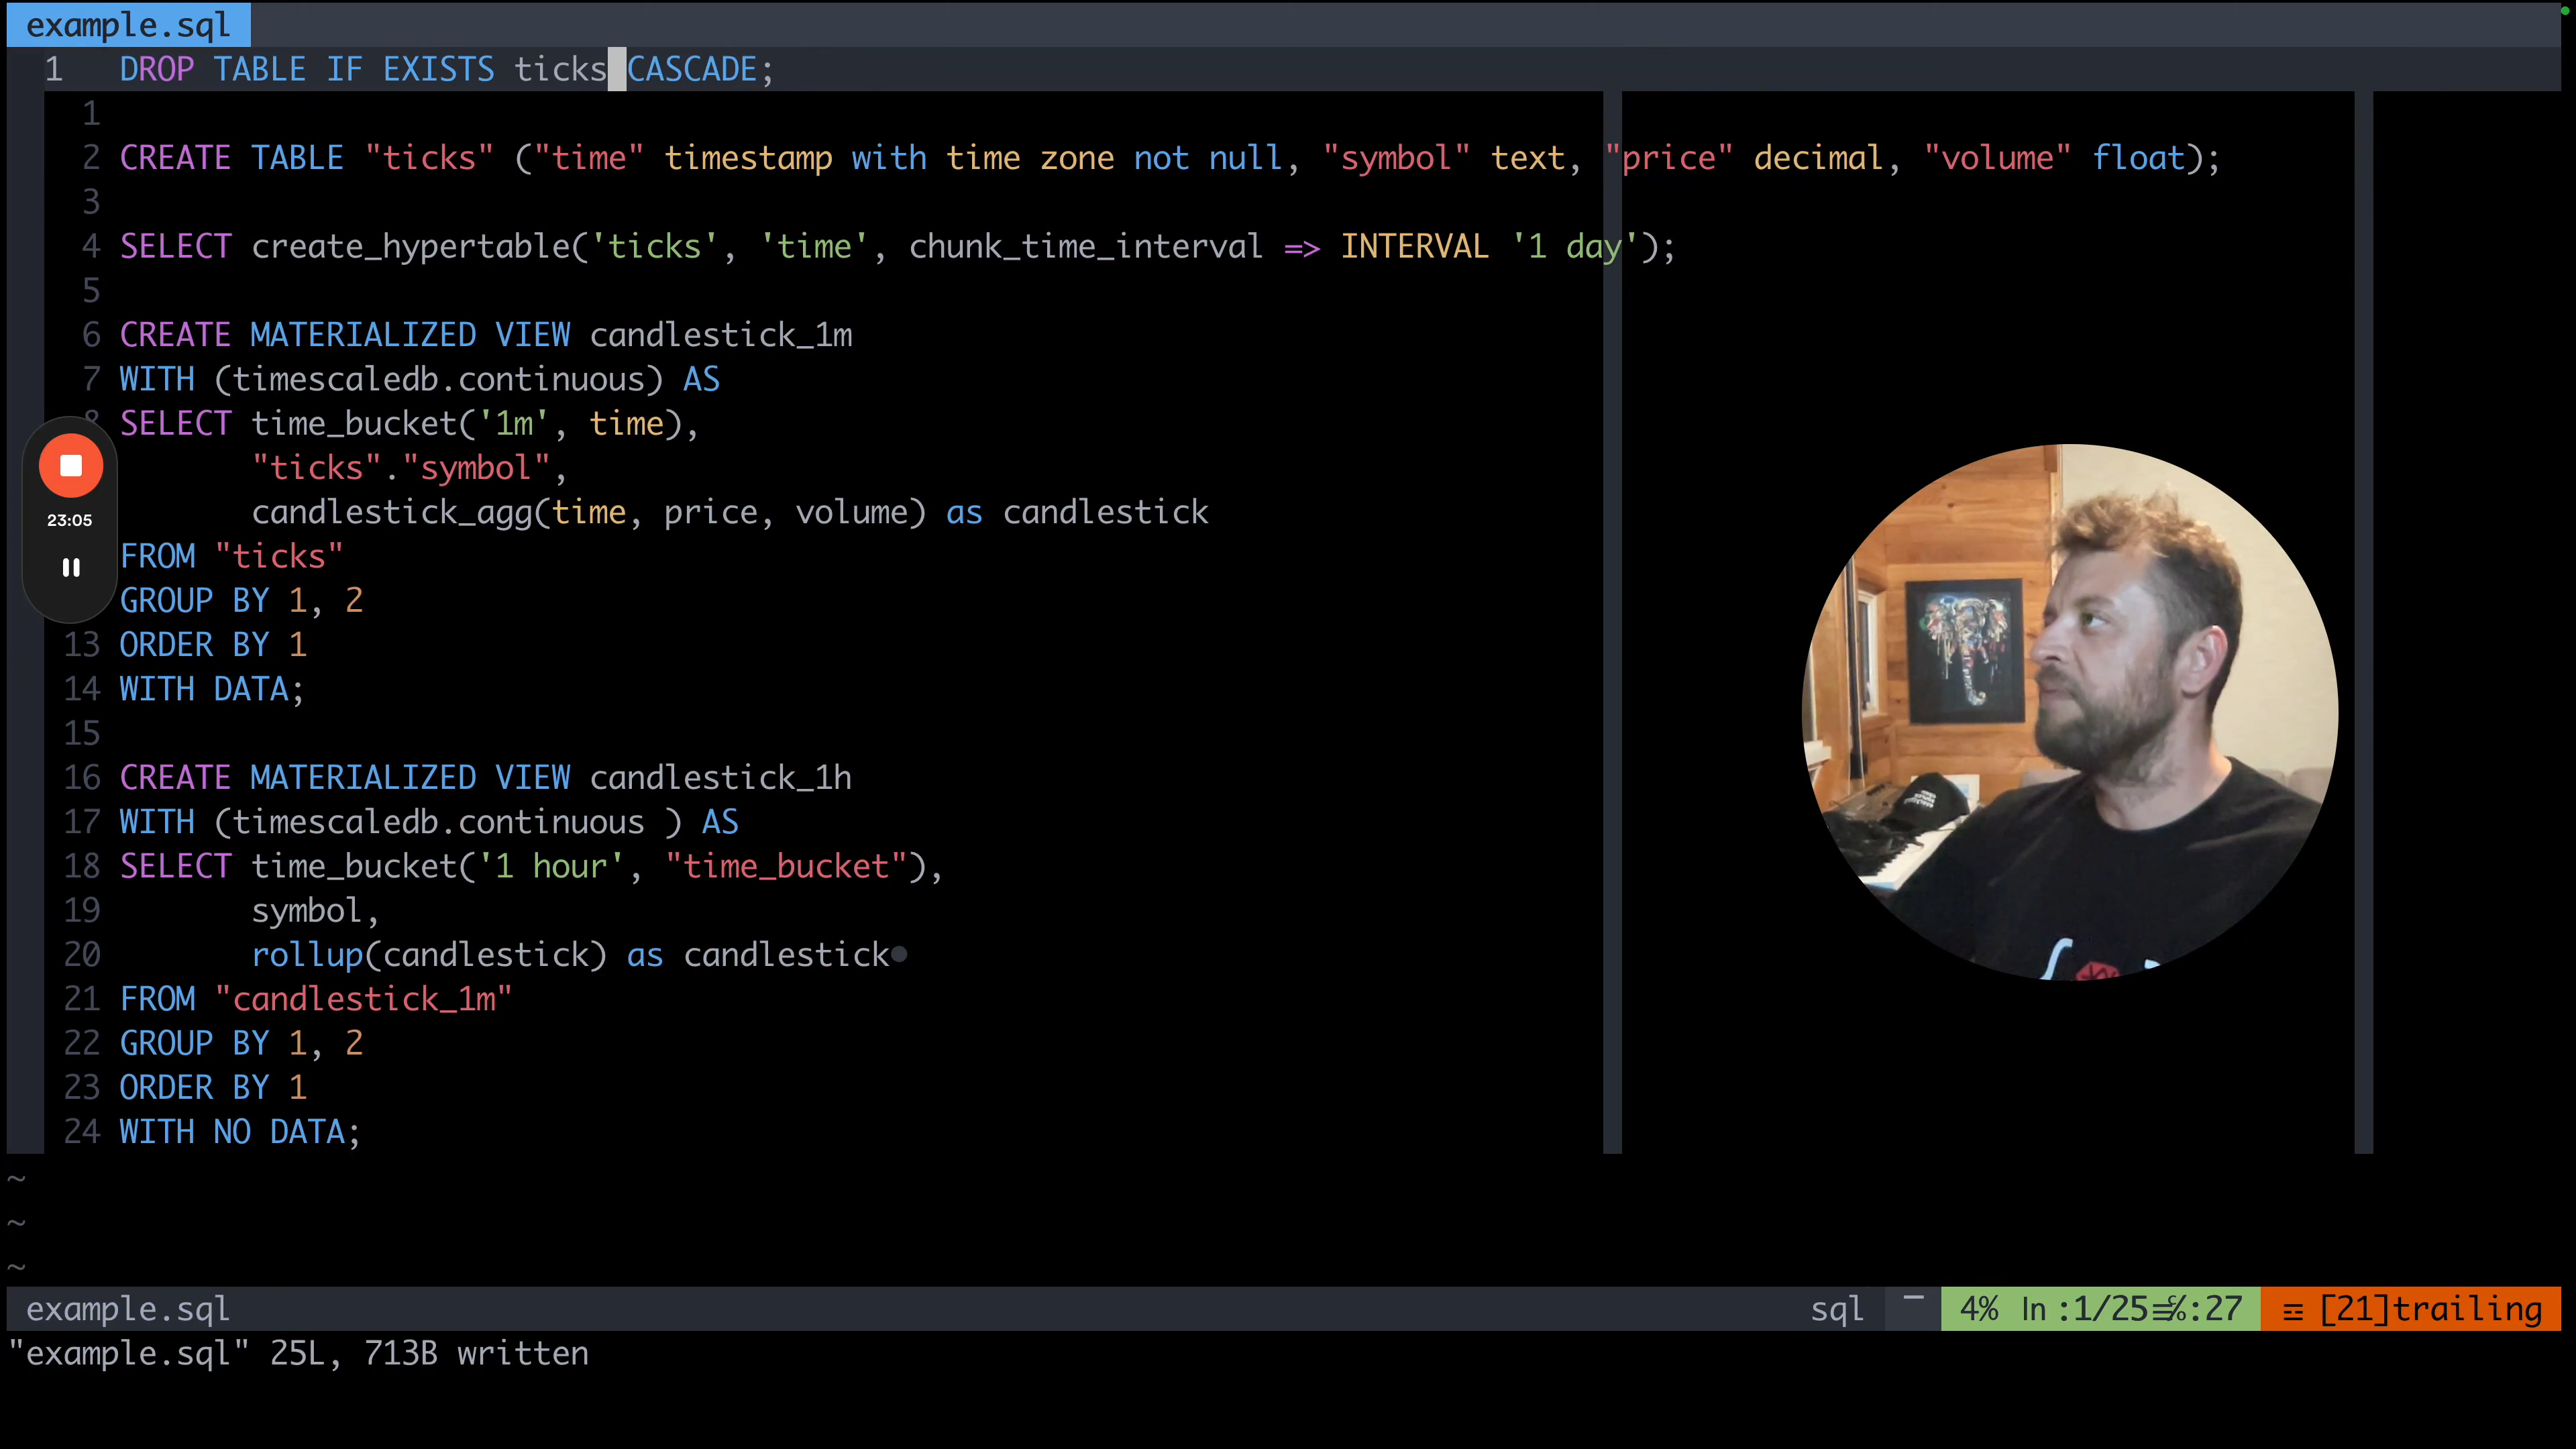 example.sql
1 DROP TABLE IF EXISTS ticks CASCADE;
1
2 CREATE TABLE "ticks" ("time" timestamp with time zone not null, "symbol" text, "price" decimal, "volume" float);
3
4 SELECT create_hypertable('ticks', 'time', chunk_time_interval => INTERVAL '1 day');
5
6 CREATE MATERIALIZED VIEW candlestick_1m
7 WITH (timescaledb.continuous) AS
8 SELECT time_bucket('1m', time),
"ticks"."symbol",
candlestick_agg(time, price, volume) as candlestick
23:05
FROM "ticks"
GROUP BY 1, 2
13 ORDER BY 1
14 WITH DATA;
15
16 CREATE MATERIALIZED VIEW candlestick_1h
17 WITH (timescaledb.continuous ) AS
18 SELECT time_bucket('1 hour', "time_bucket"),
19 symbol,
20 rollup(candlestick) as candlestick
21 FROM "candlestick_1m"
22 GROUP BY 1, 2
23 ORDER BY 1
24 WITH NO DATA;
~
~
~
example.sql sql 4% ln :1/25≡℅:27 ☲ [21]trailing
"example.sql" 25L, 713B written